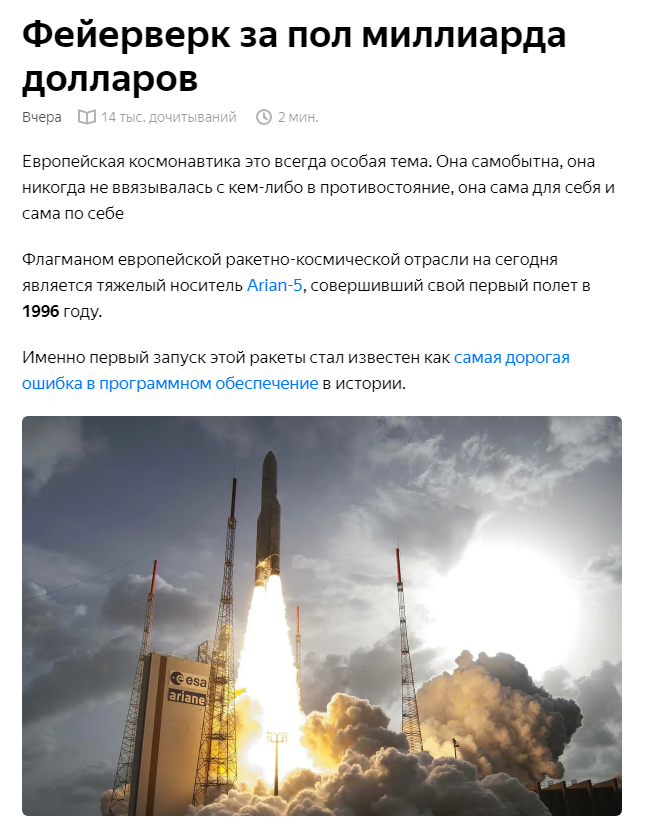 Фейерверк за пол миллиарда
долларов
Вчера 14 тыс. дочитываний 2 мин.
Европейская космонавтика это всегда особая тема. Она самобытна, она
никогда не ввязывалась с кем-либо в противостояние, она сама для себя и
сама по себе
Флагманом европейской ракетно-космической отрасли на сегодня
является тяжелый носитель Arian-5, совершивший свой первый полет в
1996 году.
Именно первый запуск этой ракеты стал известен как самая дорогая
ошибка в программном обеспечение в истории.
esa
ariane